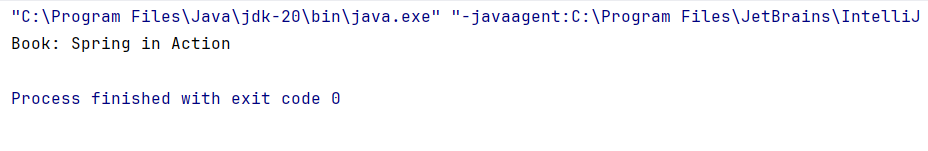 "C:\Program Files\Java\jdk-20\bin\java.exe" "-javaagent:C:\Program Files\JetBrains\IntelliJ
Book: Spring in Action
Process finished with exit code 0